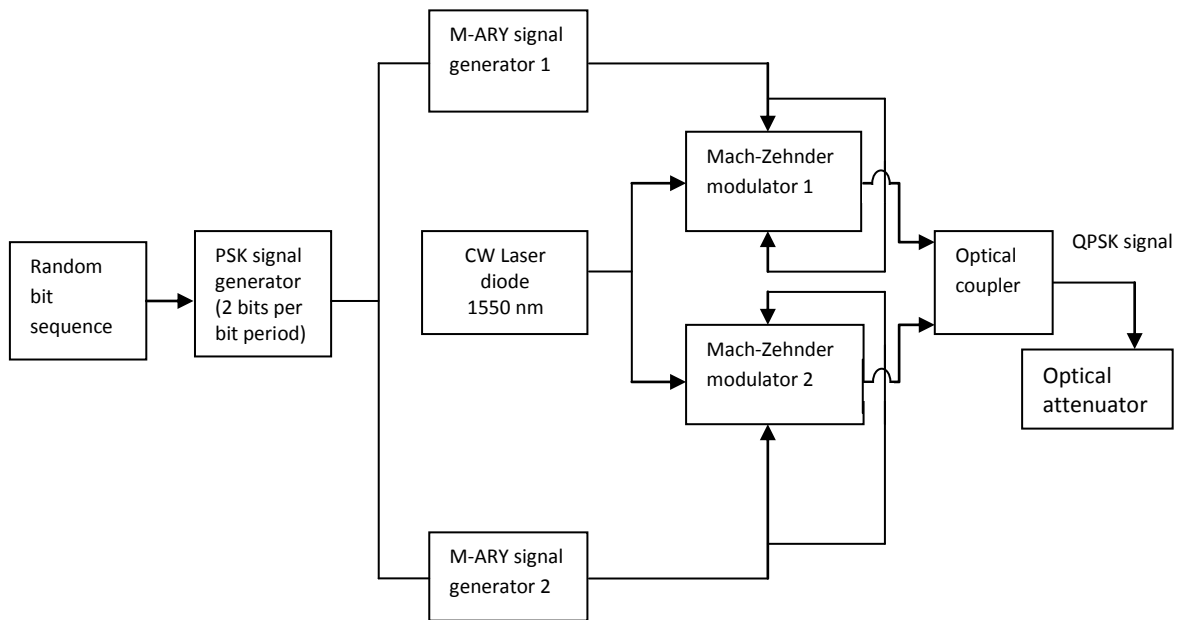 M-ARY signal
generator 1
Mach-Zehnder
modulator 1
Random
bit
sequence
PSK signal
generator
(2 bits per
bit period)
CW Laser
diode
1550 nm
Optical
coupler
QPSK signal
Mach-Zehnder
modulator 2
Optical
attenuator
M-ARY signal
generator 2